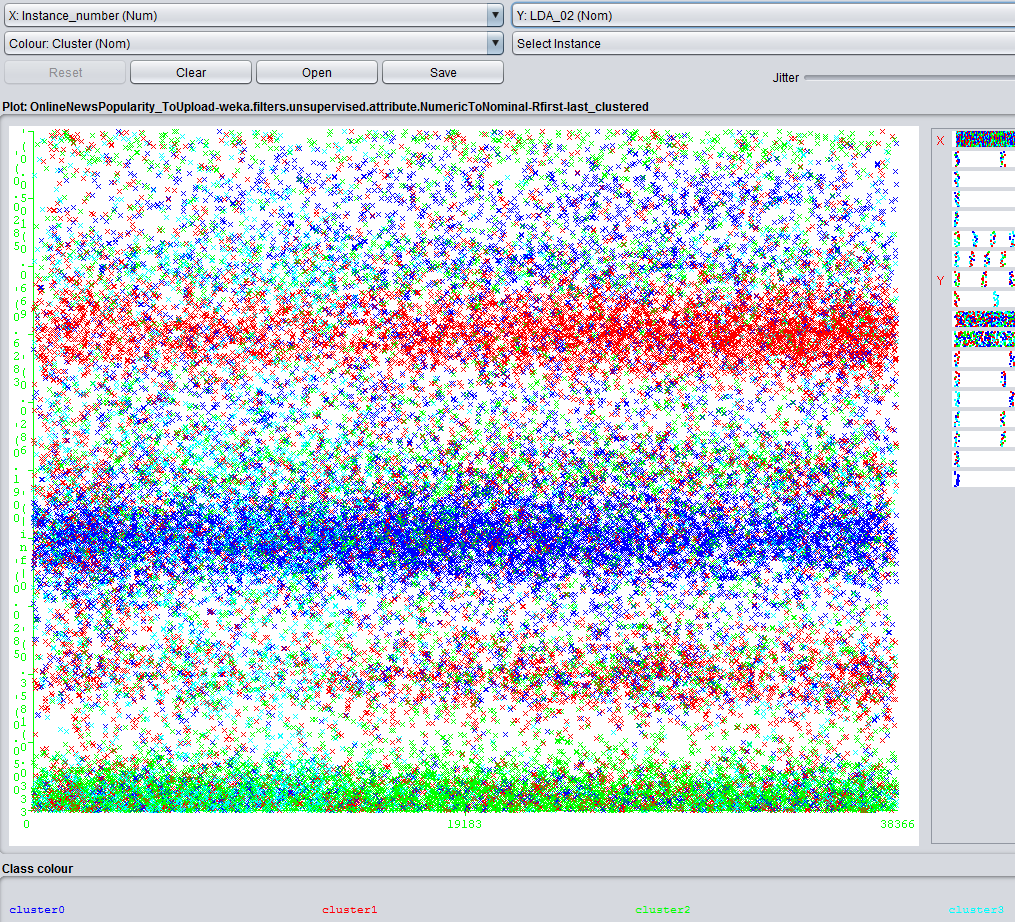 X: Instance_number (Num)
Y: LDA_02 (Nom)
Colour: Cluster (Nom)
Select Instance
Reset
Clear
Open
Save
Jitter
Plot: OnlineNewsPopularity_ToUpload-weka.filters.unsupervised.attribute.NumericToNominal-Rfirst-last_clustered
X
Y
0
19183
38366
Class colour
cluster0
cluster1
cluster2
cluster3